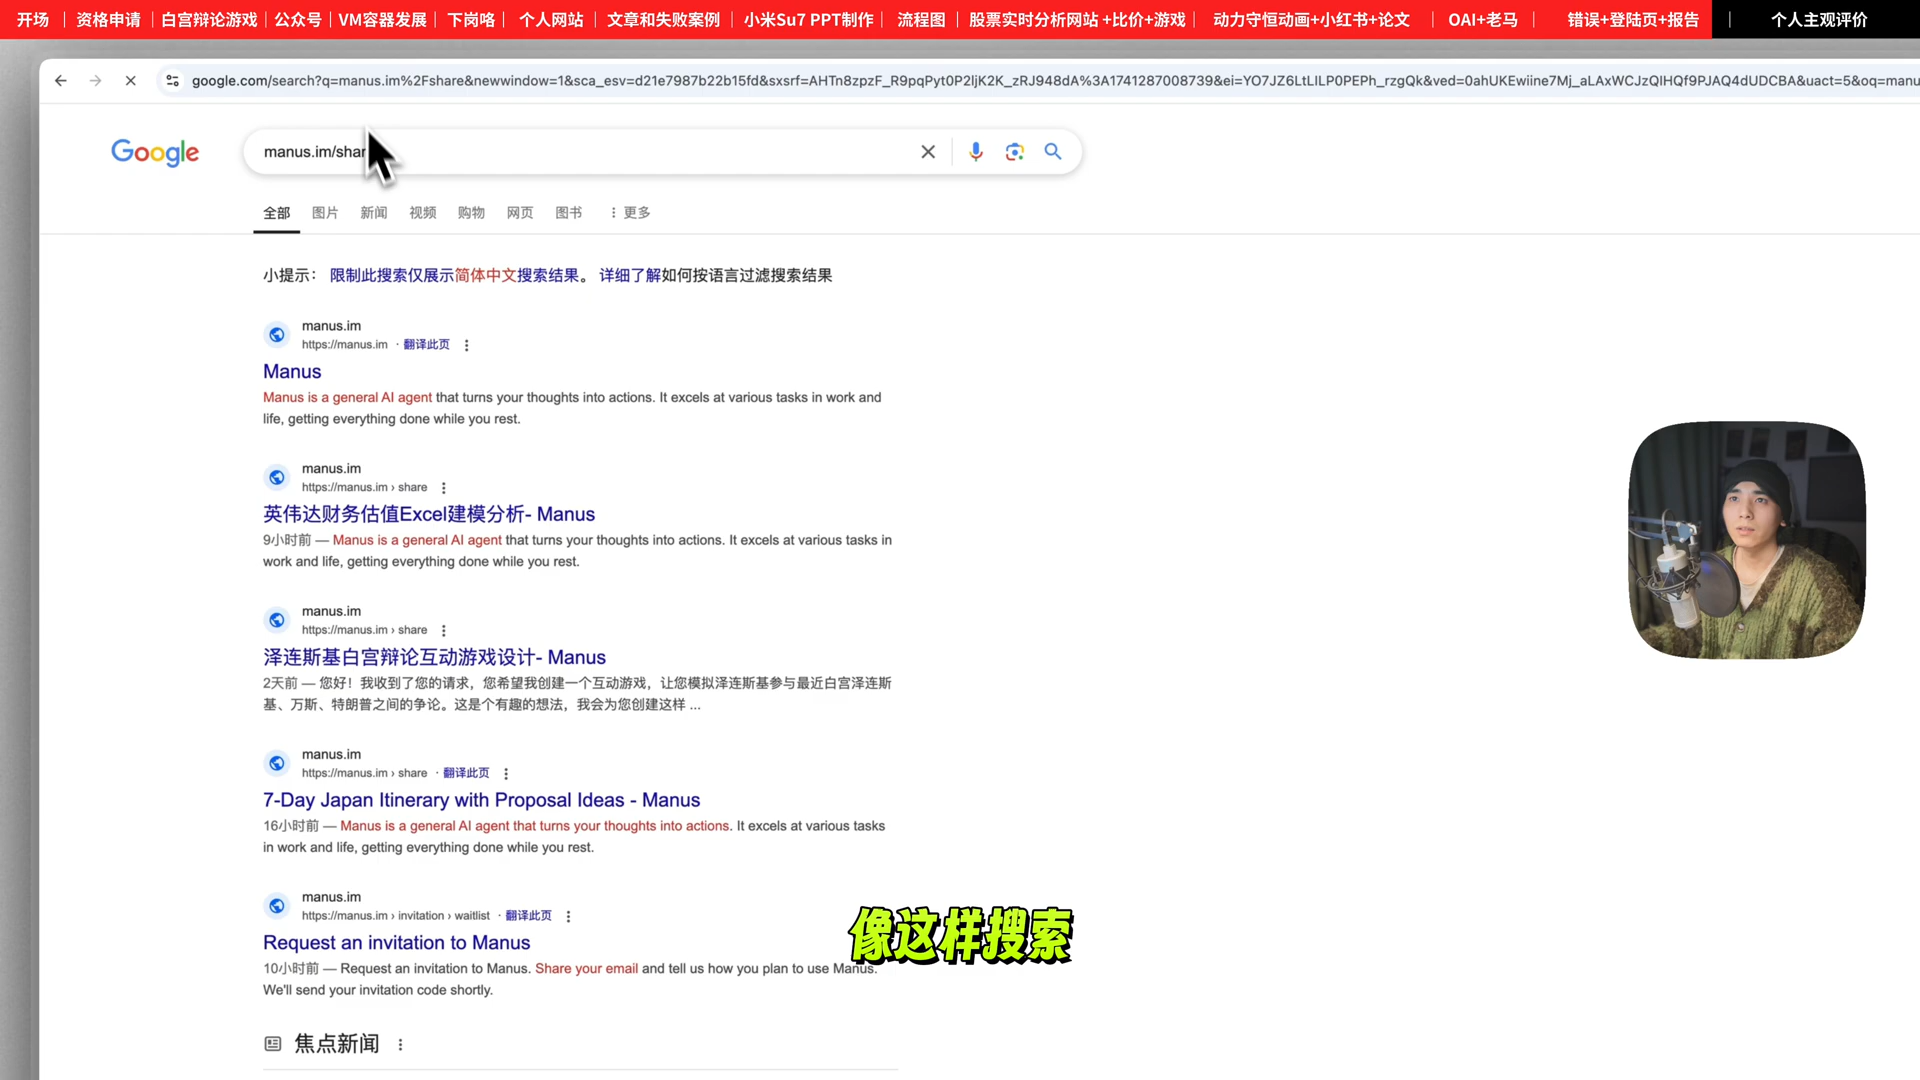 开场 资格申请 白宫辩论游戏 公众号 VM容器发展 下岗咯 个人网站 文章和失败案例 小米Su7 PPT制作 流程图 股票实时分析网站 +比价+游戏 动力守恒动画+小红书+论文 OAI+老马 错误+登陆页+报告 个人主观评价
google.com/search?q=manus.im%2Fshare&newwindow=1&sca_esv=d21e7987b22b15fd&sxsrf=AHTn8zpzF_R9pqPyt0P2ljK2K_zRJ948dA%3A1741287008739&ei=YO7JZ6LtLILP0PEPh_rzgQk&ved=0ahUKEwiine7Mj_aLAxWCJzQIHQf9PJAQ4dUDCBA&uact=5&oq=manu
Google
manus.im/shar
全部 图片 新闻 视频 购物 网页 图书 更多
小提示： 限制此搜索仅展示简体中文搜索结果。 详细了解如何按语言过滤搜索结果
manus.im
https://manus.im · 翻译此页
Manus
Manus is a general AI agent that turns your thoughts into actions. It excels at various tasks in work and
life, getting everything done while you rest.
manus.im
https://manus.im › share
英伟达财务估值Excel建模分析- Manus
9小时前 — Manus is a general AI agent that turns your thoughts into actions. It excels at various tasks in
work and life, getting everything done while you rest.
manus.im
https://manus.im › share
泽连斯基白宫辩论互动游戏设计- Manus
2天前 — 您好！我收到了您的请求，您希望我创建一个互动游戏，让您模拟泽连斯基参与最近白宫泽连斯
基、万斯、特朗普之间的争论。这是个有趣的想法，我会为您创建这样 ...
manus.im
https://manus.im › share · 翻译此页
7-Day Japan Itinerary with Proposal Ideas - Manus
16小时前 — Manus is a general AI agent that turns your thoughts into actions. It excels at various tasks
in work and life, getting everything done while you rest.
manus.im
https://manus.im › invitation › waitlist · 翻译此页
Request an invitation to Manus
10小时前 — Request an invitation to Manus. Share your email and tell us how you plan to use Manus.
We'll send your invitation code shortly.
像这样搜索
焦点新闻